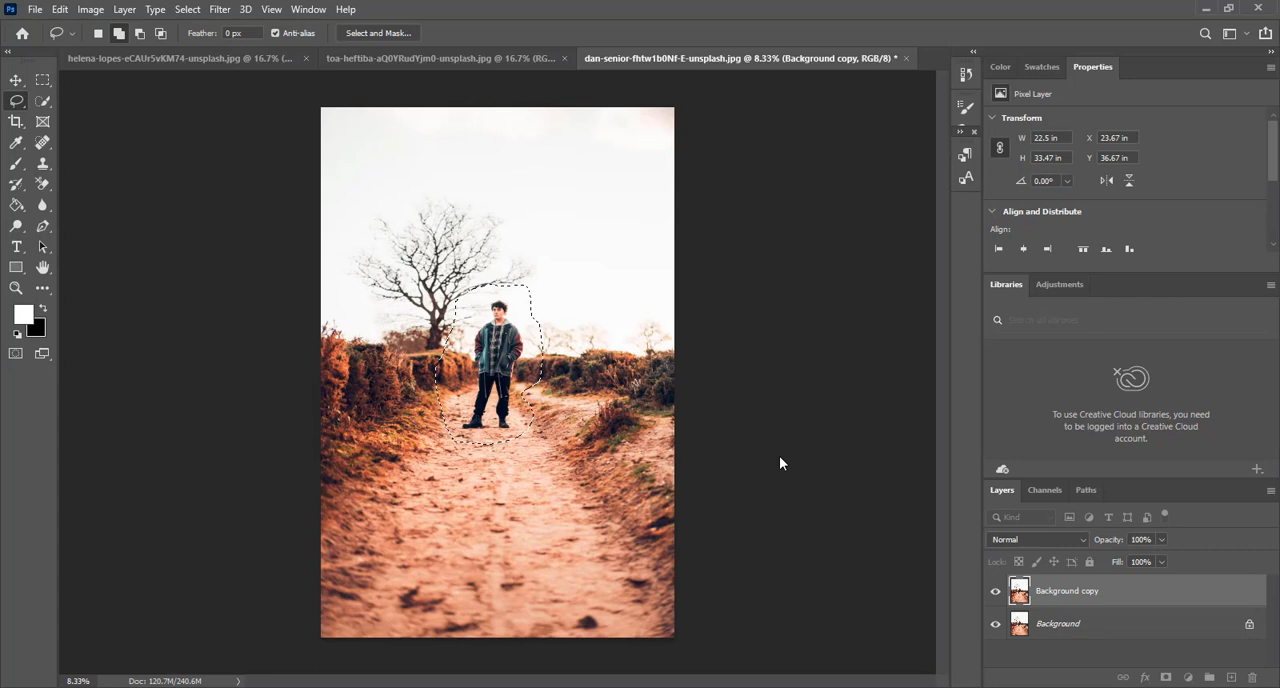 Ps File Edit Image Layer Type Select Filter 3D View Window Help
Feather: 0 px Anti-alias Select and Mask...
helena-lopes-eCAUr5vKM74-unsplash.jpg @ 16.7% (... × toa-heftiba-aQ0YRudYjm0-unsplash.jpg @ 16.7% (RG... × dan-senior-fhtw1b0Nf-E-unsplash.jpg @ 8.33% (Background copy, RGB/8) * ×
Color Swatches Properties
Pixel Layer
Transform
W 22.5 in X 23.67 in
H 33.47 in Y 36.67 in
0.00°
Align and Distribute
Align:
Libraries Adjustments
Search all libraries
To use Creative Cloud libraries, you need
to be logged into a Creative Cloud
account.
Layers Channels Paths
Kind
Normal Opacity: 100%
Lock: Fill: 100%
Background copy
Background
8.33% Doc: 120.7M/240.6M